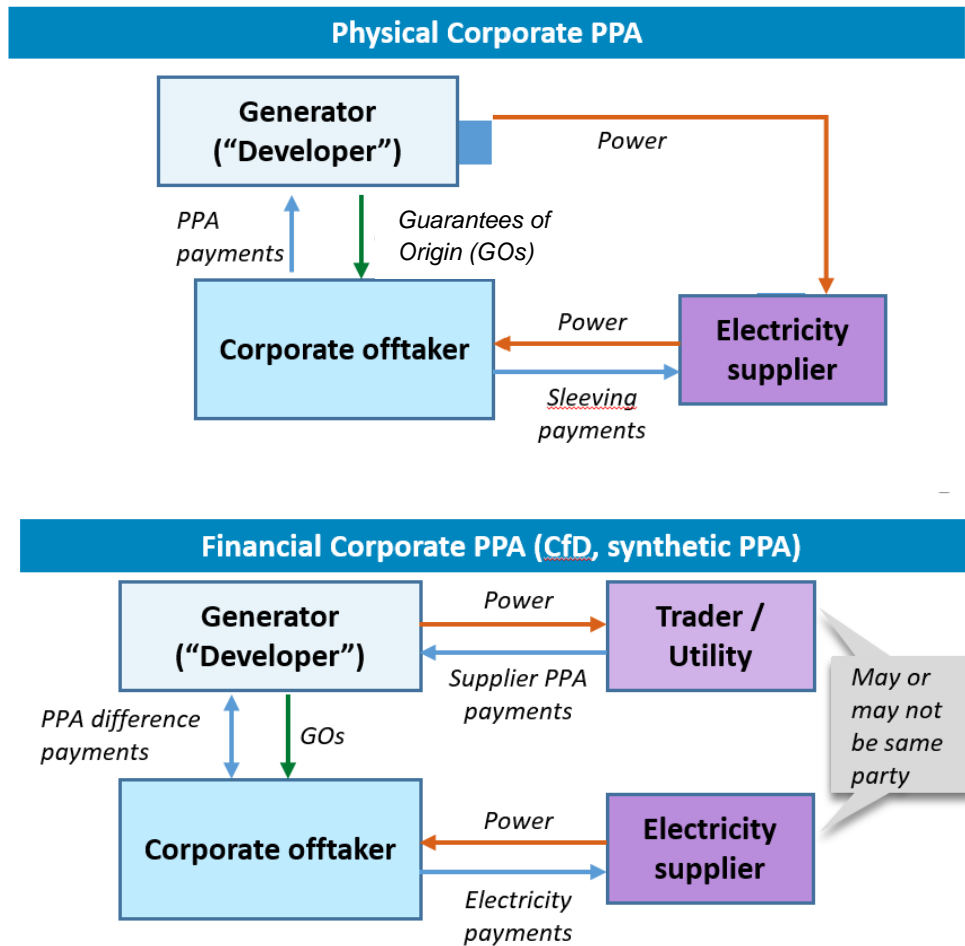 Physical Corporate PPA
Generator
(“Developer”)
Power
PPA
payments
Guarantees of
Origin (GOs)
Corporate offtaker
Power
Sleeving
payments
Electricity
supplier
Financial Corporate PPA (CfD, synthetic PPA)
Generator
(“Developer”)
Power
Supplier PPA
payments
Trader /
Utility
May or
may not
be same
party
PPA difference
payments
GOs
Corporate offtaker
Power
Electricity
payments
Electricity
supplier